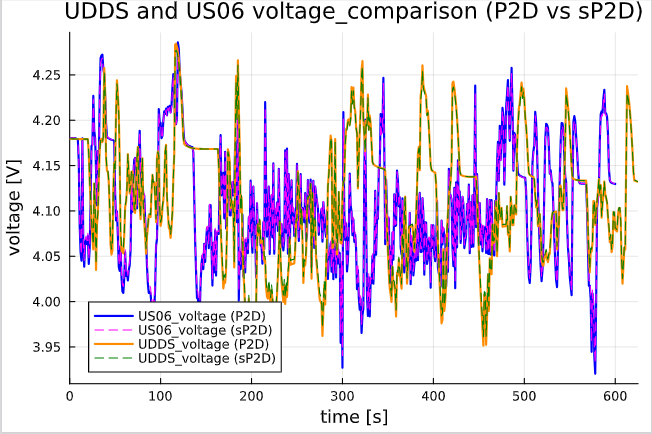 UDDS and US06 voltage_comparison (P2D vs sP2D)
voltage [V]
4.25
4.20
4.15
4.10
4.05
4.00
3.95
US06_voltage (P2D)
US06_voltage (sP2D)
UDDS_voltage (P2D)
UDDS_voltage (sP2D)
0 100 200 300 400 500 600
time [s]